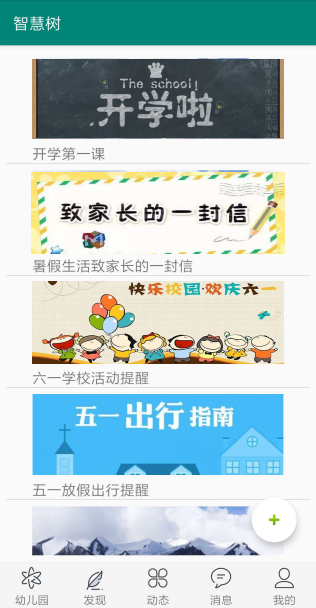 智慧树
The school
开学啦
开学第一课
致家长的一封信
暑假生活致家长的一封信
快乐校园·欢庆六一
六一学校活动提醒
五一出行指南
五一放假出行提醒
幼儿园 发现 动态 消息 我的